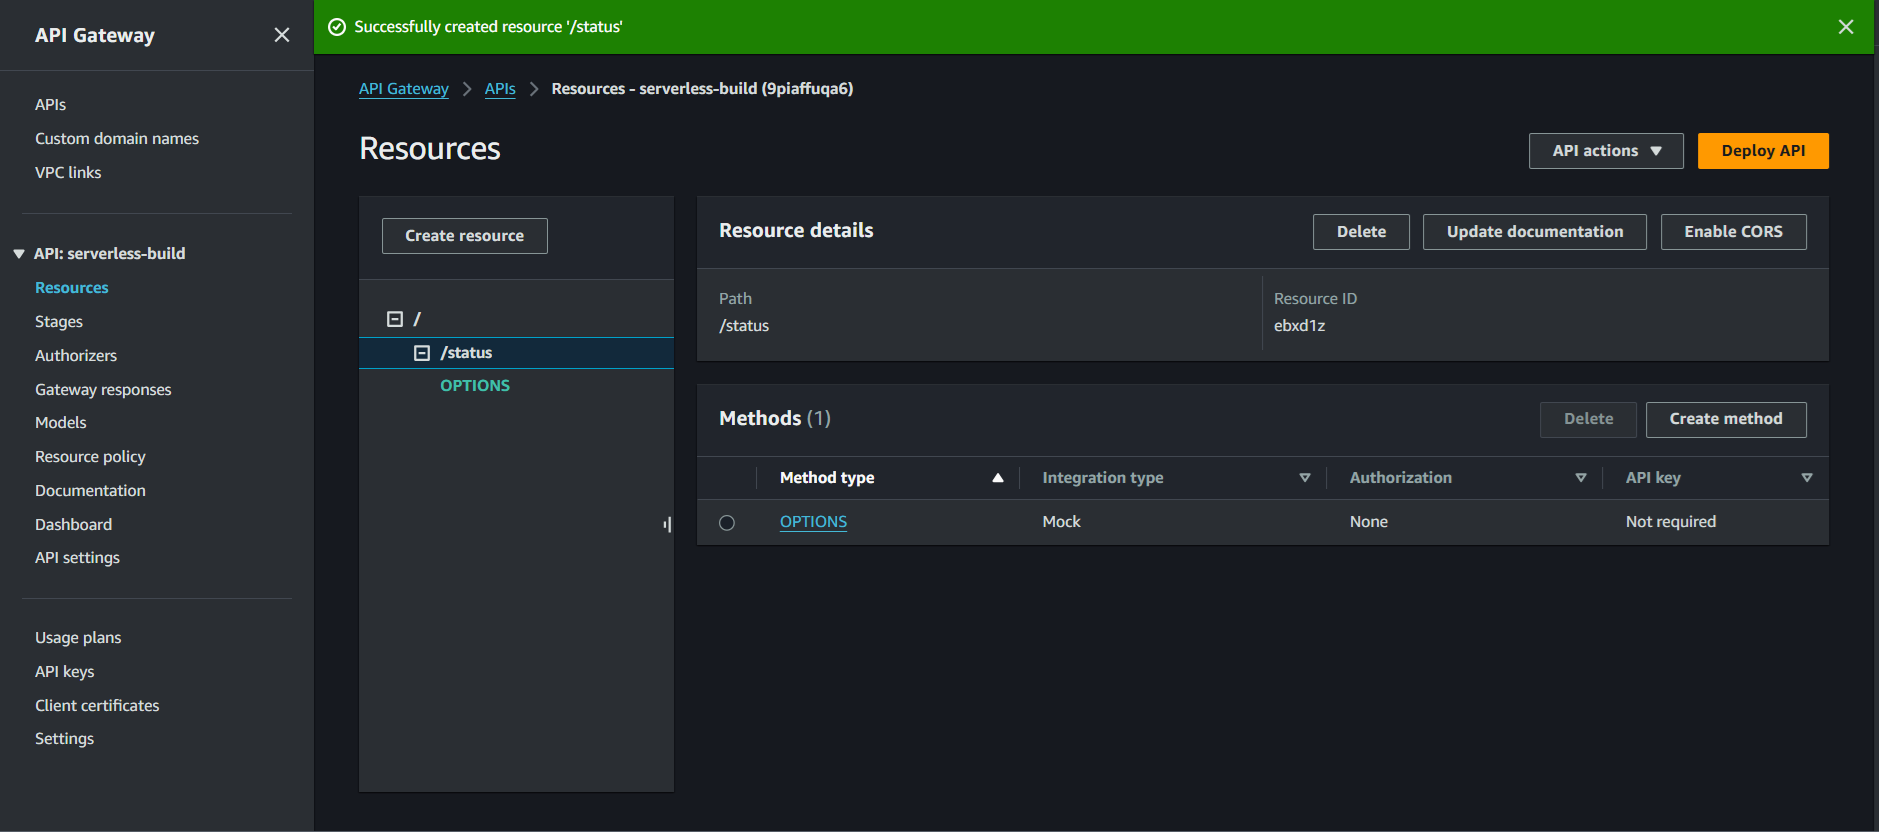 API Gateway
APIs
Custom domain names
VPC links
API: serverless-build
Resources
Stages
Authorizers
Gateway responses
Models
Resource policy
Documentation
Dashboard
API settings
Usage plans
API keys
Client certificates
Settings
Successfully created resource '/status'
API Gateway APIs Resources - serverless-build (9piaffuqa6)
Resources
API actions Deploy API
Create resource
/
/status
OPTIONS
Resource details
Delete Update documentation Enable CORS
Path
/status
Resource ID
ebxd1z
Methods (1)
Delete Create method
Method type Integration type Authorization API key
OPTIONS Mock None Not required